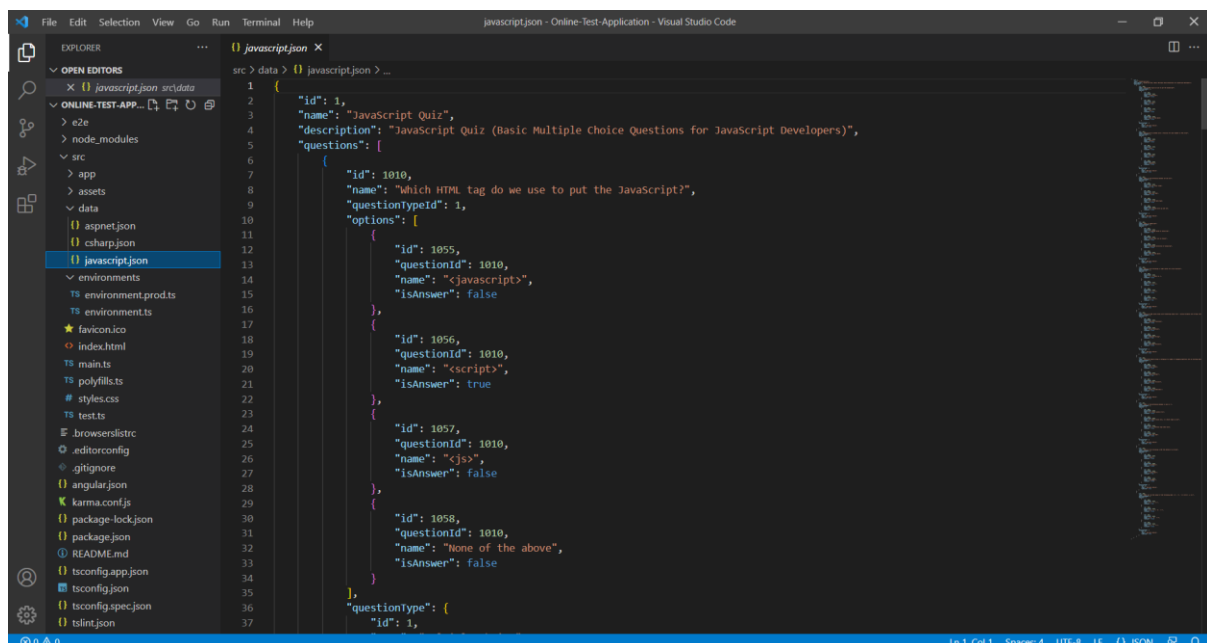 File Edit Selection View Go Run Terminal Help
javascript.json - Online-Test-Application - Visual Studio Code
EXPLORER
OPEN EDITORS
{} javascript.json src\data
ONLINE-TEST-APP...
> e2e
> node_modules
src
> app
> assets
data
{} aspnet.json
{} csharp.json
{} javascript.json
environments
TS environment.prod.ts
TS environment.ts
favicon.ico
index.html
TS main.ts
TS polyfills.ts
# styles.css
TS test.ts
.browserslistrc
.editorconfig
.gitignore
{} angular.json
karma.conf.js
{} package-lock.json
{} package.json
README.md
{} tsconfig.app.json
tsconfig.json
{} tsconfig.spec.json
{} tslint.json
{} javascript.json
src > data > {} javascript.json > ...
1 {
2 "id": 1,
3 "name": "JavaScript Quiz",
4 "description": "JavaScript Quiz (Basic Multiple Choice Questions for JavaScript Developers)",
5 "questions": [
6 {
7 "id": 1010,
8 "name": "Which HTML tag do we use to put the JavaScript?",
9 "questionTypeId": 1,
10 "options": [
11 {
12 "id": 1055,
13 "questionId": 1010,
14 "name": "<javascript>",
15 "isAnswer": false
16 },
17 {
18 "id": 1056,
19 "questionId": 1010,
20 "name": "<script>",
21 "isAnswer": true
22 },
23 {
24 "id": 1057,
25 "questionId": 1010,
26 "name": "<js>",
27 "isAnswer": false
28 },
29 {
30 "id": 1058,
31 "questionId": 1010,
32 "name": "None of the above",
33 "isAnswer": false
34 }
35 ],
36 "questionType": {
37 "id": 1,
Ln 1, Col 1 Spaces: 4 UTF-8 LF {} JSON